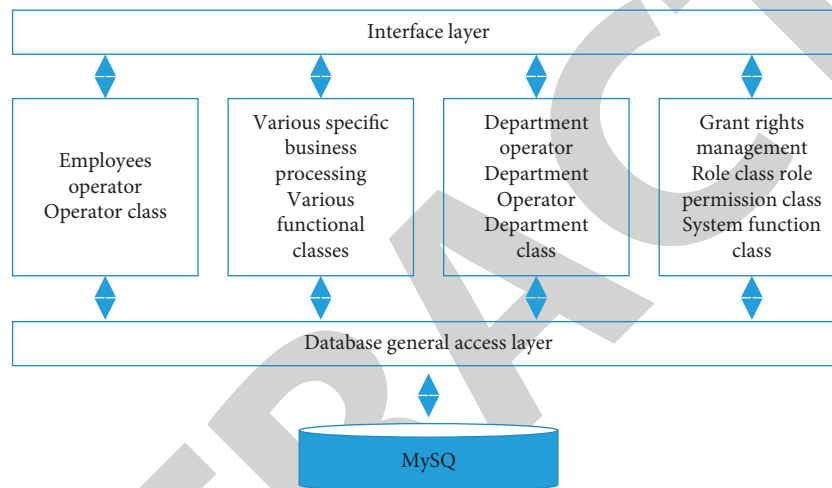 Interface layer
Employees
operator
Operator class
Various specific
business
processing
Various
functional
classes
Department
operator
Department
Operator
Department
class
Grant rights
management
Role class role
permission class
System function
class
Database general access layer
MySQ